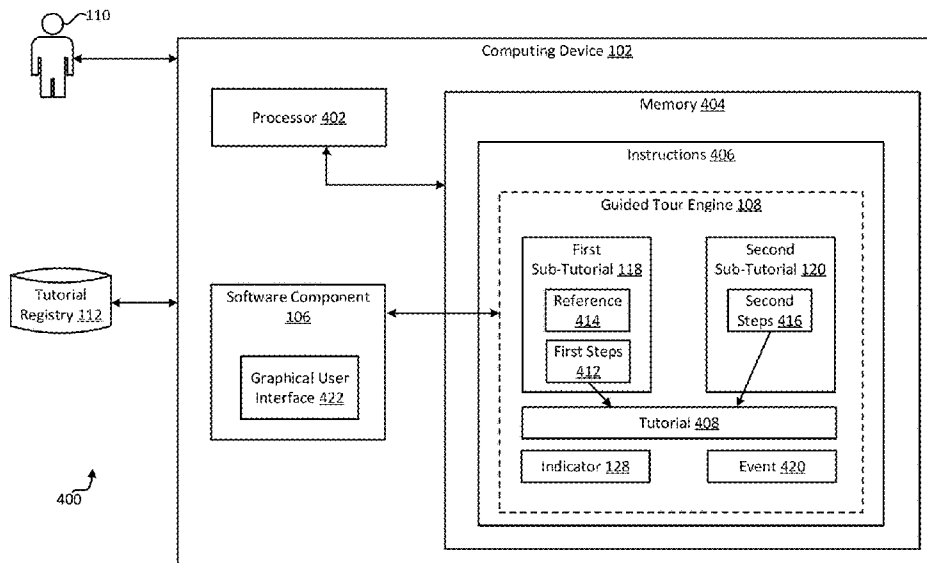 110
Computing Device 102
Processor 402
Memory 404
Instructions 406
Guided Tour Engine 108
First
Sub-Tutorial 118
Reference
414
First Steps
412
Second
Sub-Tutorial 120
Second
Steps 416
Tutorial
Registry 112
Software Component
106
Graphical User
Interface 422
Tutorial 408
Indicator 128
Event 420
400